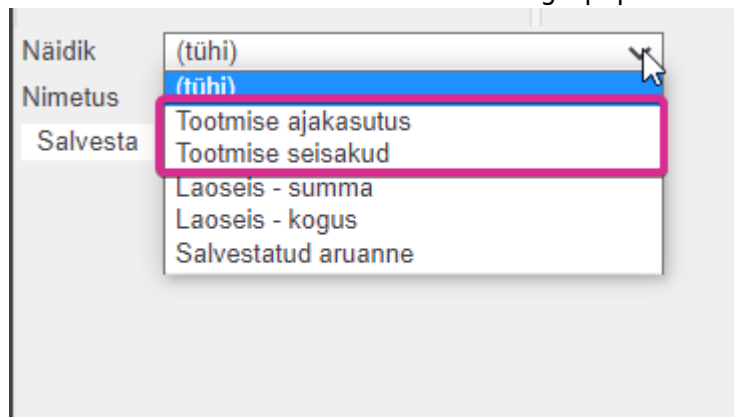 Näidik (tühi)
(tühi)
Nimetus
Tootmise ajakasutus
Salvesta
Tootmise seisakud
Laoseis - summa
Laoseis - kogus
Salvestatud aruanne